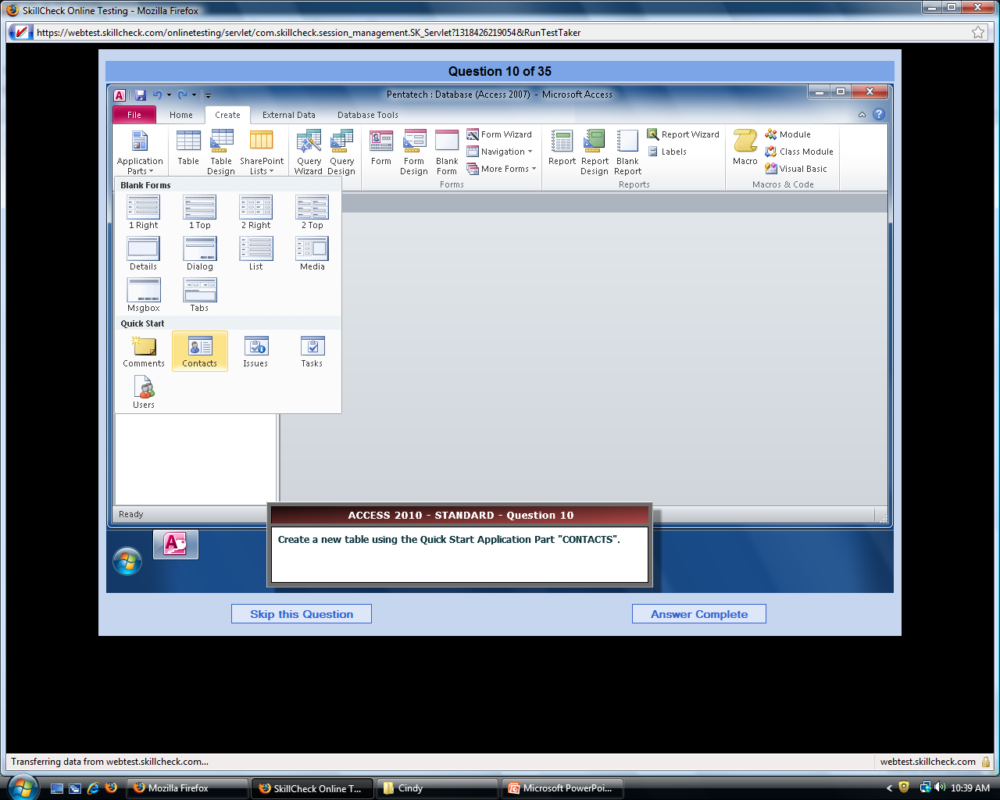 SkillCheck Online Testing - Mozilla Firefox
https://webtest.skillcheck.com/onlinetesting/servlet/com.skillcheck.session_management.SK_Servlet?1318426219054&RunTestTaker
Question 10 of 35
Pentatech : Database (Access 2007) - Microsoft Access
File Home Create External Data Database Tools
Application Parts
Table
Table Design
SharePoint Lists
Query Wizard
Query Design
Form
Form Design
Blank Form
Form Wizard
Navigation
More Forms
Forms
Report
Report Design
Blank Report
Report Wizard
Labels
Reports
Macro
Module
Class Module
Visual Basic
Macros & Code
Blank Forms
1 Right 1 Top 2 Right 2 Top
Details Dialog List Media
Msgbox Tabs
Quick Start
Comments Contacts Issues Tasks
Users
Ready
ACCESS 2010 - STANDARD - Question 10
Create a new table using the Quick Start Application Part "CONTACTS".
Skip this Question Answer Complete
Transferring data from webtest.skillcheck.com...
webtest.skillcheck.com
Mozilla Firefox
SkillCheck Online T...
Cindy
Microsoft PowerPoi...
10:39 AM